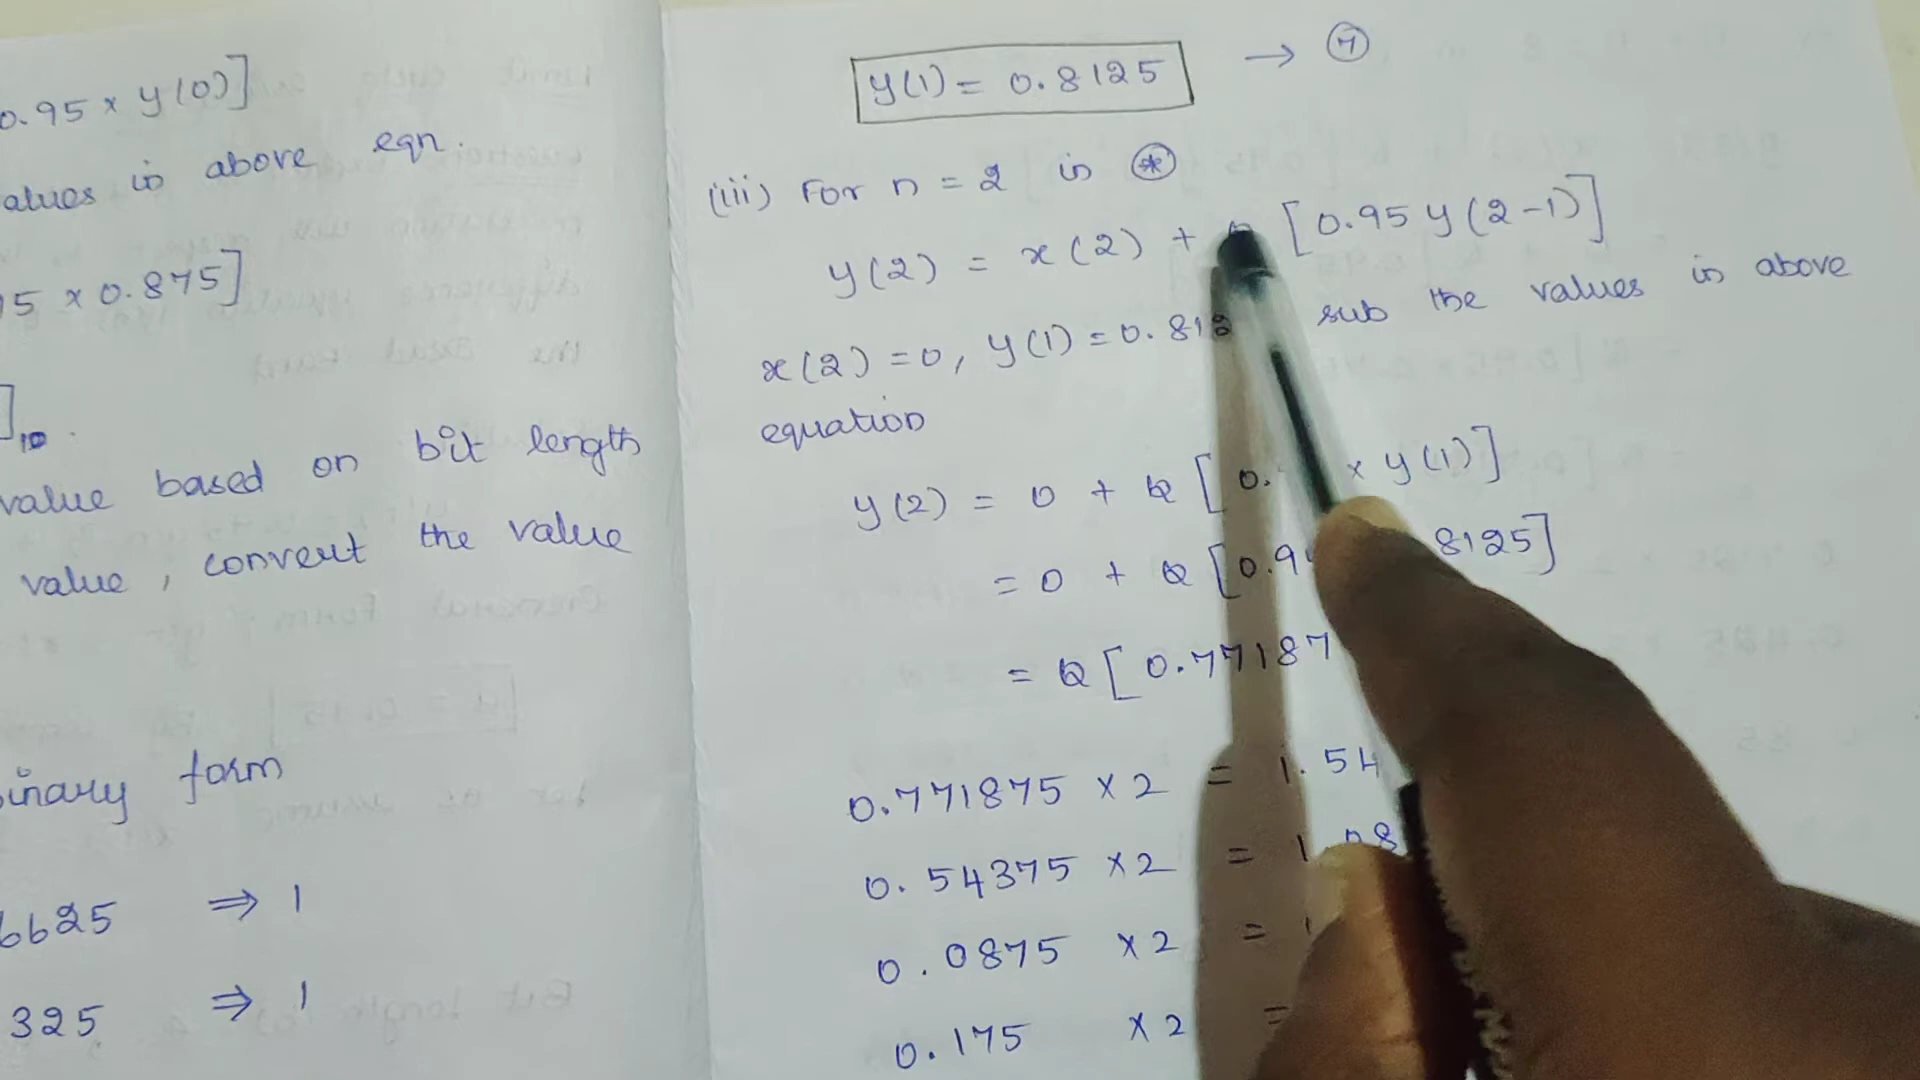 0.95 × y(0)]
alues in above eqn.
5 × 0.875]
]10.
value based on bit length
value, convert the value
inary form
6625 ⇒ 1
325 ⇒ 1
y(1) = 0.8125 → 7
(iii) For n = 2 in *
y(2) = x(2) + [0.95 y(2-1)]
x(2) = 0, y(1) = 0.812 sub the values in above
equation
y(2) = 0 + Q [0. × y(1)]
= 0 + Q [0.9 8125]
= Q [0.77187
0.771875 × 2 = 1.54
0.54375 × 2 = 1.08
0.0875 × 2 =
0.175 × 2 =